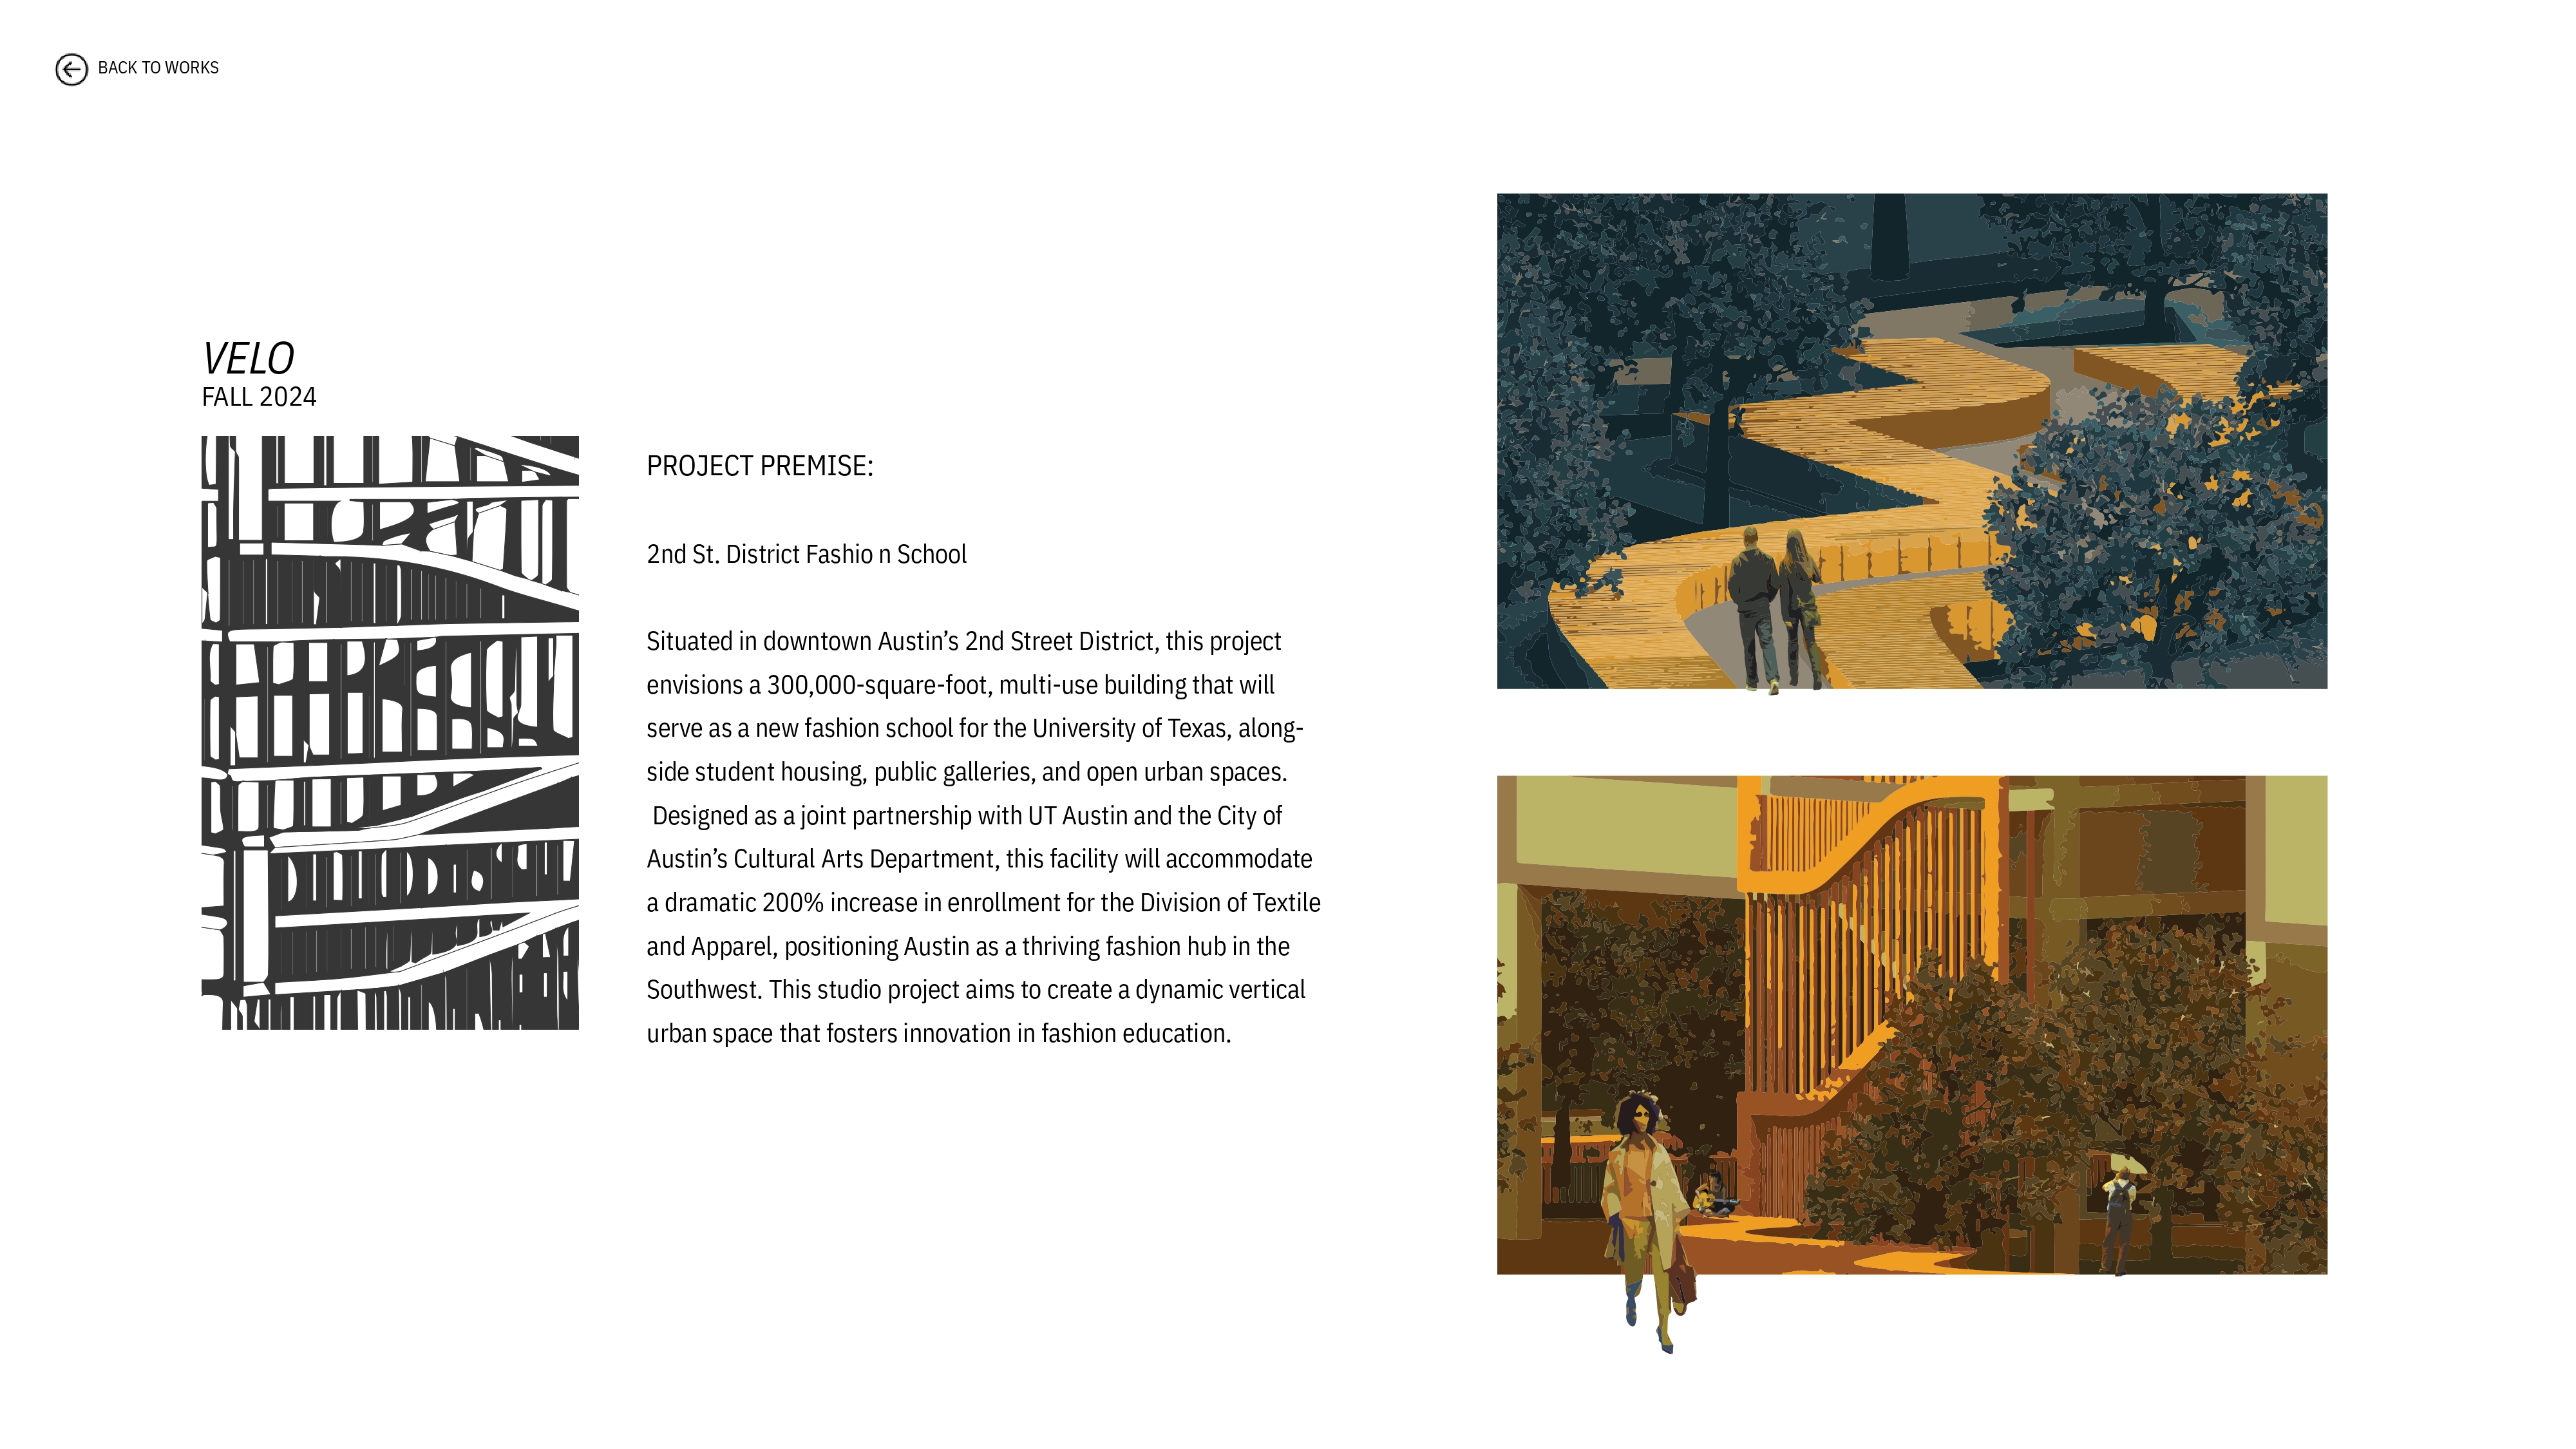 BACK TO WORKS
VELO
FALL 2024
PROJECT PREMISE:
2nd St. District Fashio n School
Situated in downtown Austin’s 2nd Street District, this project
envisions a 300,000-square-foot, multi-use building that will
serve as a new fashion school for the University of Texas, along-
side student housing, public galleries, and open urban spaces.
Designed as a joint partnership with UT Austin and the City of
Austin’s Cultural Arts Department, this facility will accommodate
a dramatic 200% increase in enrollment for the Division of Textile
and Apparel, positioning Austin as a thriving fashion hub in the
Southwest. This studio project aims to create a dynamic vertical
urban space that fosters innovation in fashion education.